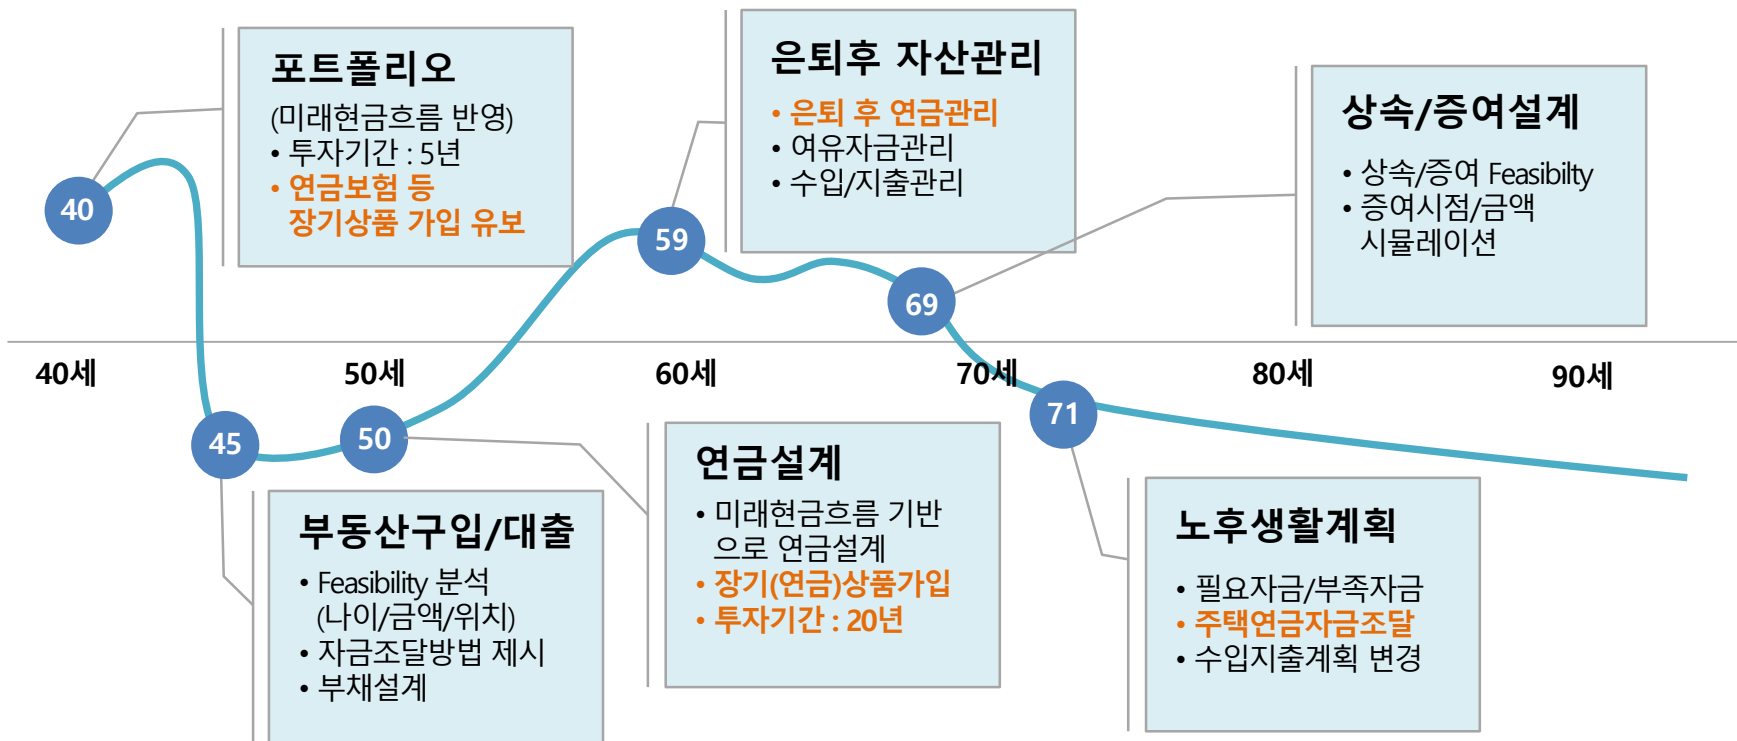 포트폴리오
(미래현금흐름 반영)
• 투자기간 : 5년
• 연금보험 등
장기상품 가입 유보
은퇴후 자산관리
• 은퇴 후 연금관리
• 여유자금관리
• 수입/지출관리
상속/증여설계
• 상속/증여 Feasibilty
• 증여시점/금액
시뮬레이션
40
59
69
40세
50세
60세
70세
80세
90세
45
50
71
부동산구입/대출
• Feasibility 분석
(나이/금액/위치)
• 자금조달방법 제시
• 부채설계
연금설계
• 미래현금흐름 기반
으로 연금설계
• 장기(연금)상품가입
• 투자기간 : 20년
노후생활계획
• 필요자금/부족자금
• 주택연금자금조달
• 수입지출계획 변경